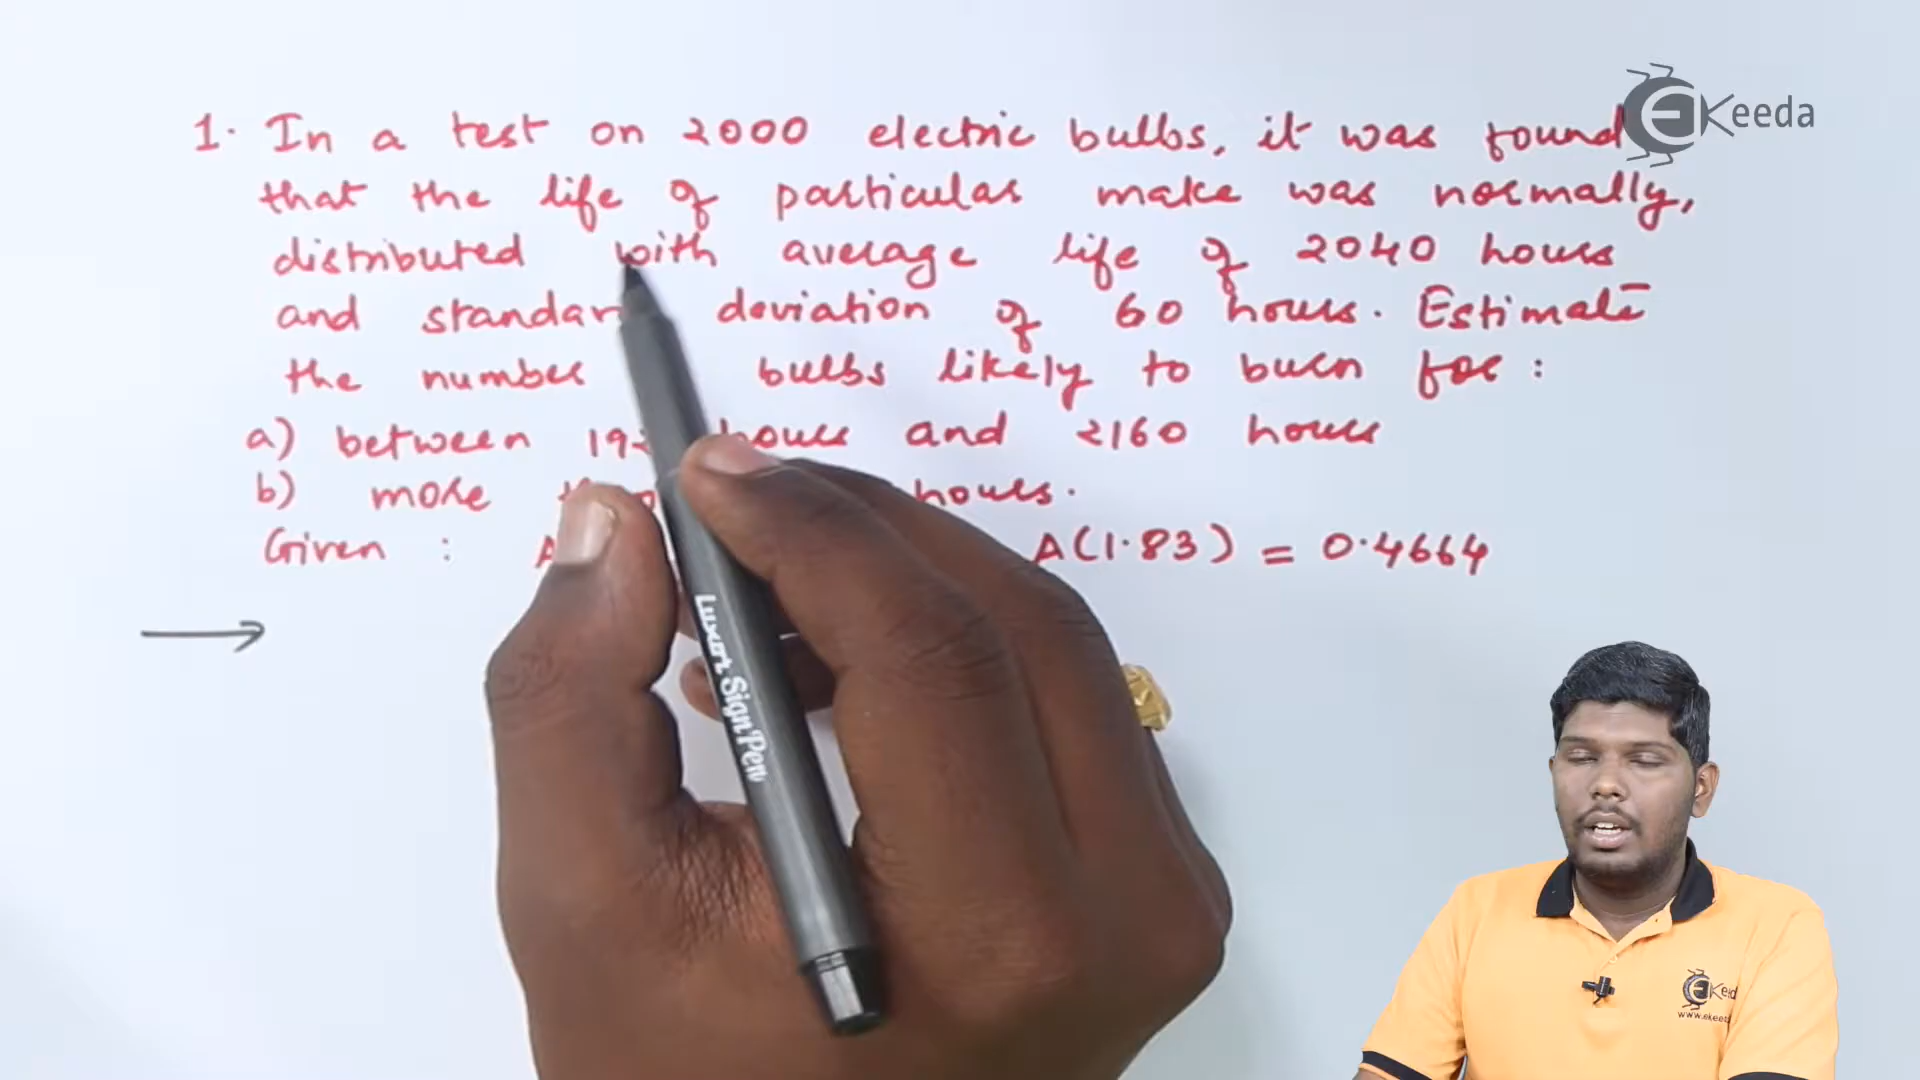 1. In a test on 2000 electric bulbs, it was found
that the life of particular make was normally,
distributed with average life of 2040 hours
and standard deviation of 60 hours. Estimate
the number bulbs likely to burn for :
a) between hours and 2160 hours
b) more hours.
Given : A(1.83) = 0.4664
EKeeda
Luxor Sign Pen